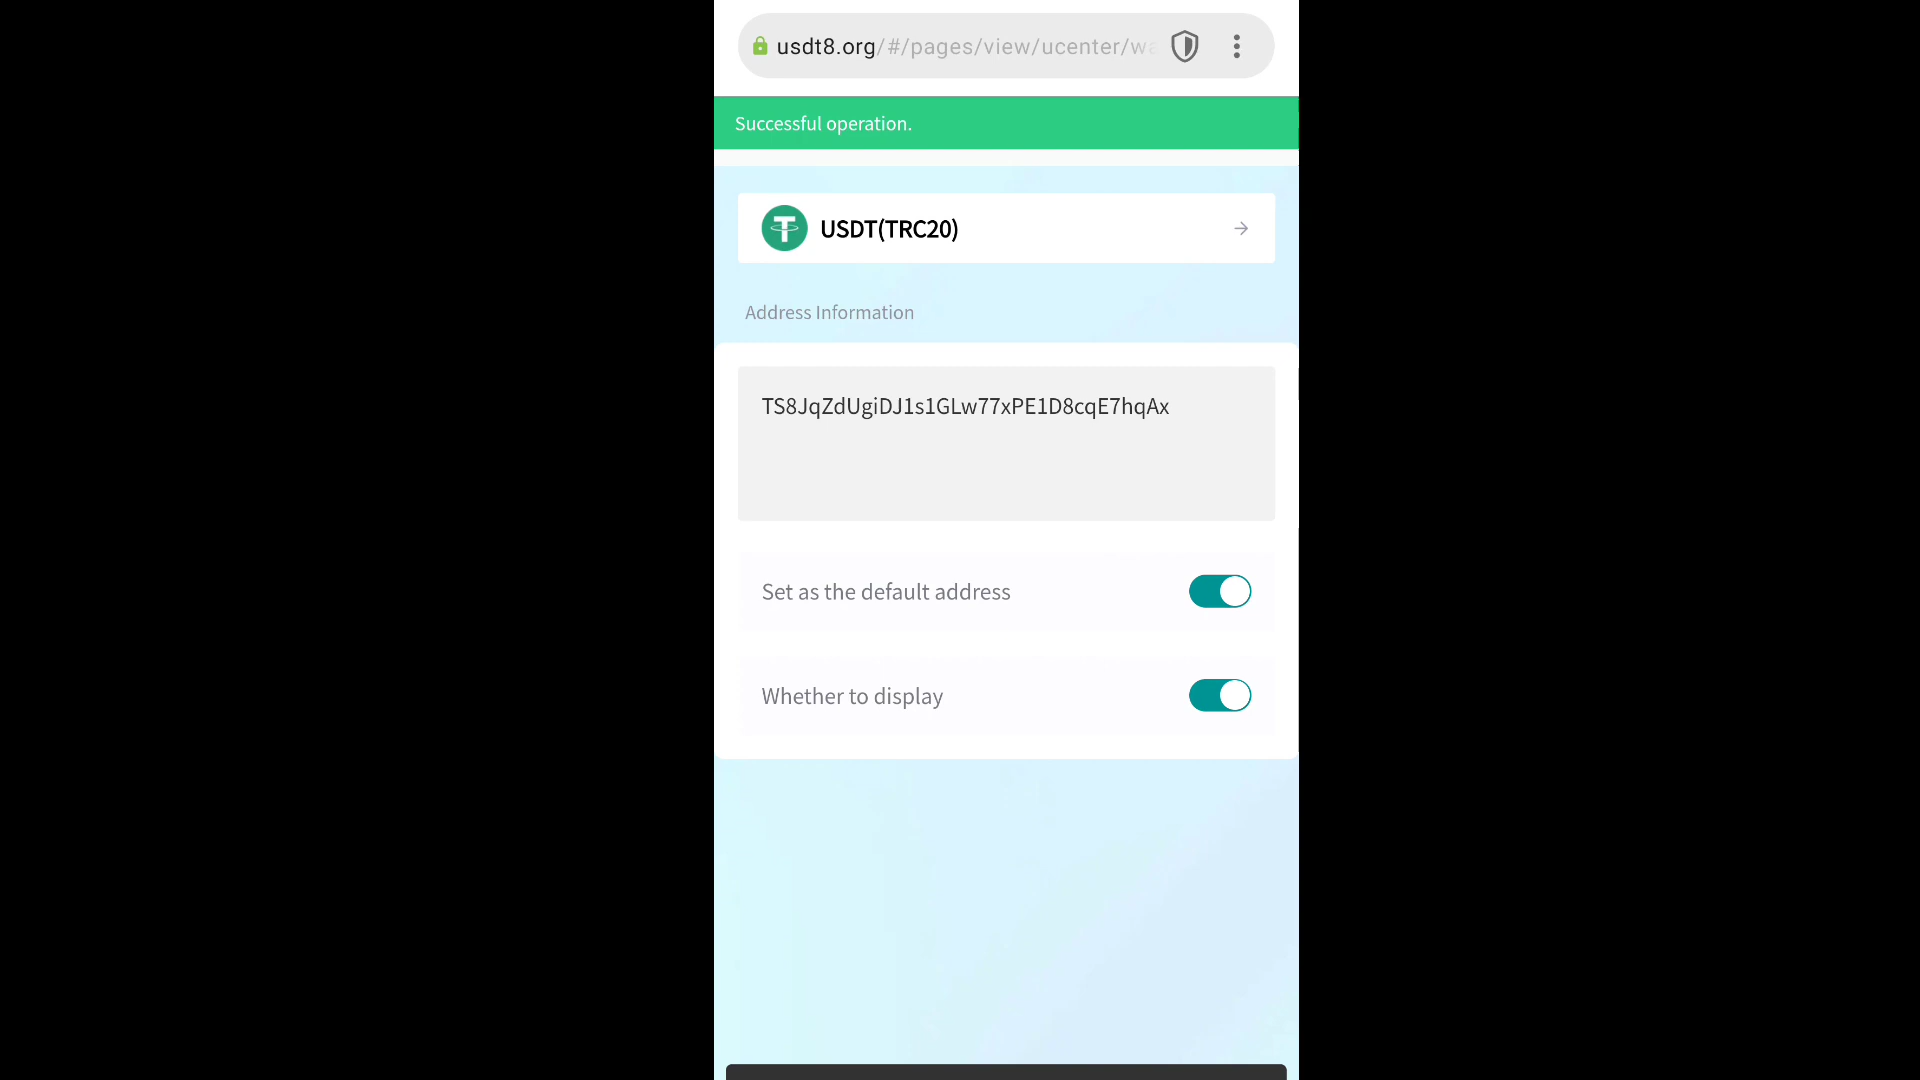 usdt8.org/#/pages/view/ucenter/wa
Successful operation.
USDT(TRC20)
Address Information
TS8JqZdUgiDJ1s1GLw77xPE1D8cqE7hqAx
Set as the default address
Whether to display